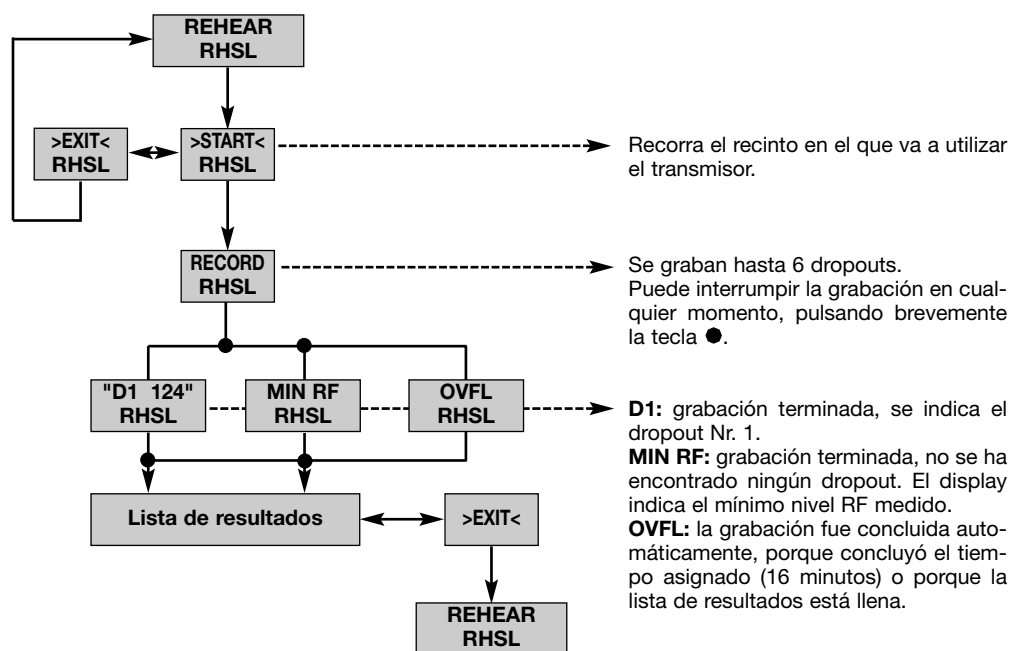 REHEAR
RHSL
>EXIT<
RHSL
>START<
RHSL
Recorra el recinto en el que va a utilizar
el transmisor.
RECORD
RHSL
Se graban hasta 6 dropouts.
Puede interrumpir la grabación en cual-
quier momento, pulsando brevemente
la tecla ●.
"D1 124"
RHSL
MIN RF
RHSL
OVFL
RHSL
D1: grabación terminada, se indica el
dropout Nr. 1.
MIN RF: grabación terminada, no se ha
encontrado ningún dropout. El display
indica el mínimo nivel RF medido.
OVFL: la grabación fue concluida auto-
máticamente, porque concluyó el tiem-
po asignado (16 minutos) o porque la
lista de resultados está llena.
Lista de resultados
>EXIT<
REHEAR
RHSL